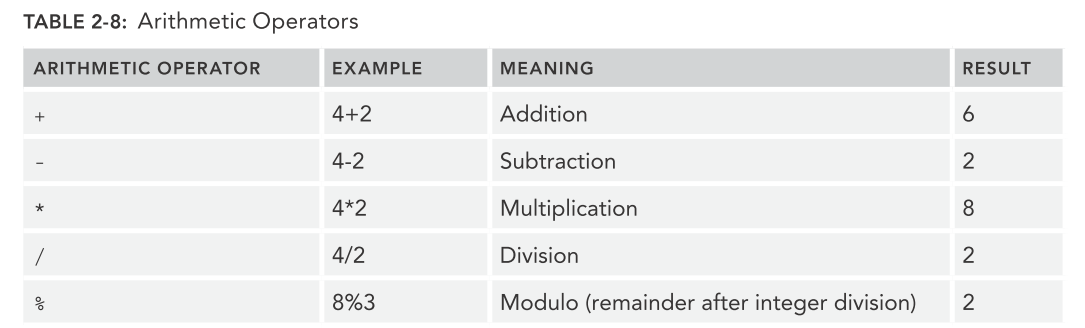 TABLE 2-8: Arithmetic Operators
ARITHMETIC OPERATOR EXAMPLE MEANING RESULT
+ 4+2 Addition 6
- 4-2 Subtraction 2
* 4*2 Multiplication 8
/ 4/2 Division 2
% 8%3 Modulo (remainder after integer division) 2